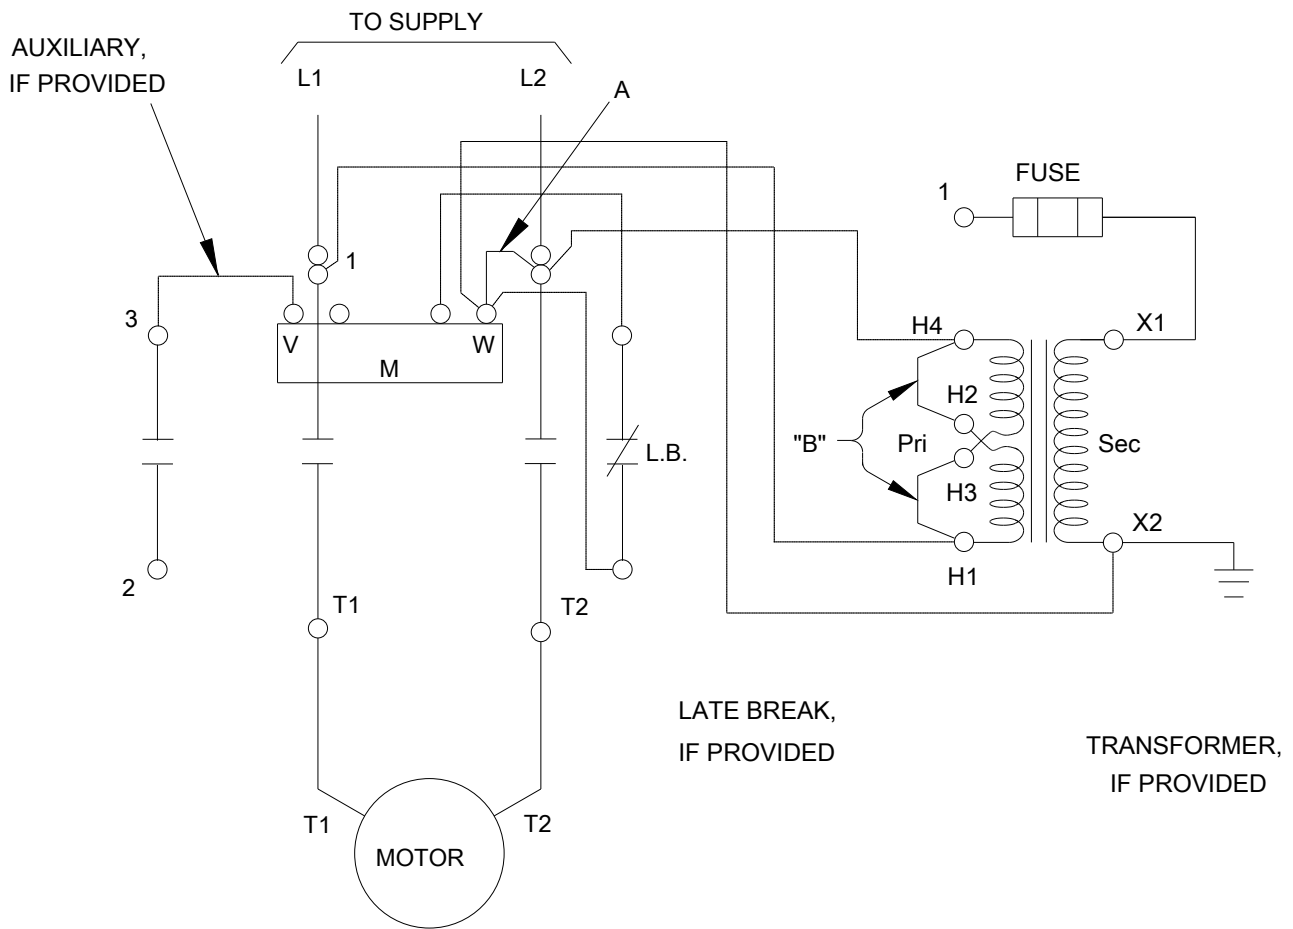 TO SUPPLY
AUXILIARY,
IF PROVIDED
L1
L2
A
FUSE
1
1
3
V
W
M
H4
X1
H2
"B"
Pri
Sec
L.B.
H3
X2
H1
2
T1
T2
LATE BREAK,
IF PROVIDED
TRANSFORMER,
IF PROVIDED
T1
T2
MOTOR